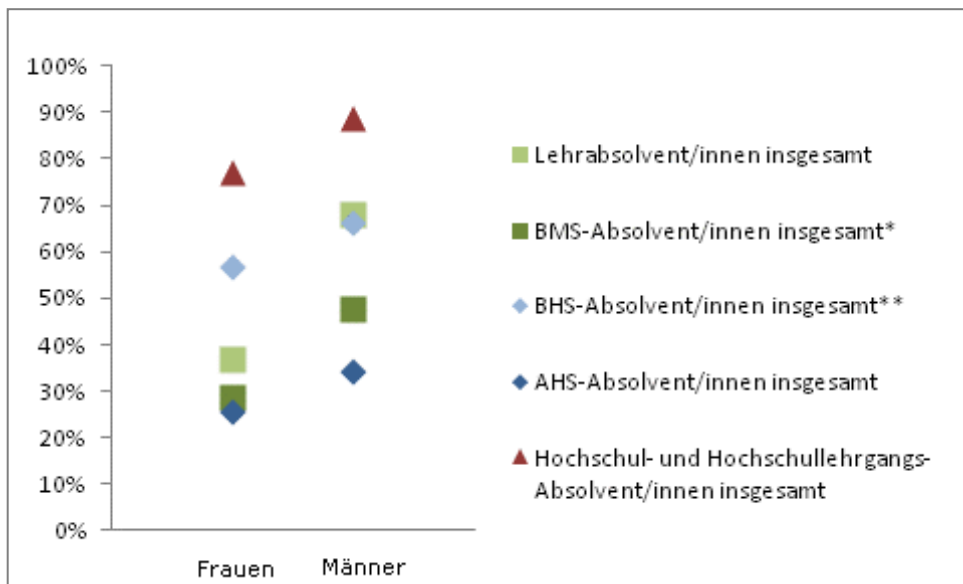 100%
90%
80%
70%
60%
50%
40%
30%
20%
10%
0%
Frauen
Männer
Lehrabsolvent/innen insgesamt
BMS-Absolvent/innen insgesamt*
BHS-Absolvent/innen insgesamt**
AHS-Absolvent/innen insgesamt
Hochschul- und Hochschullehrgangs-
Absolvent/innen insgesamt